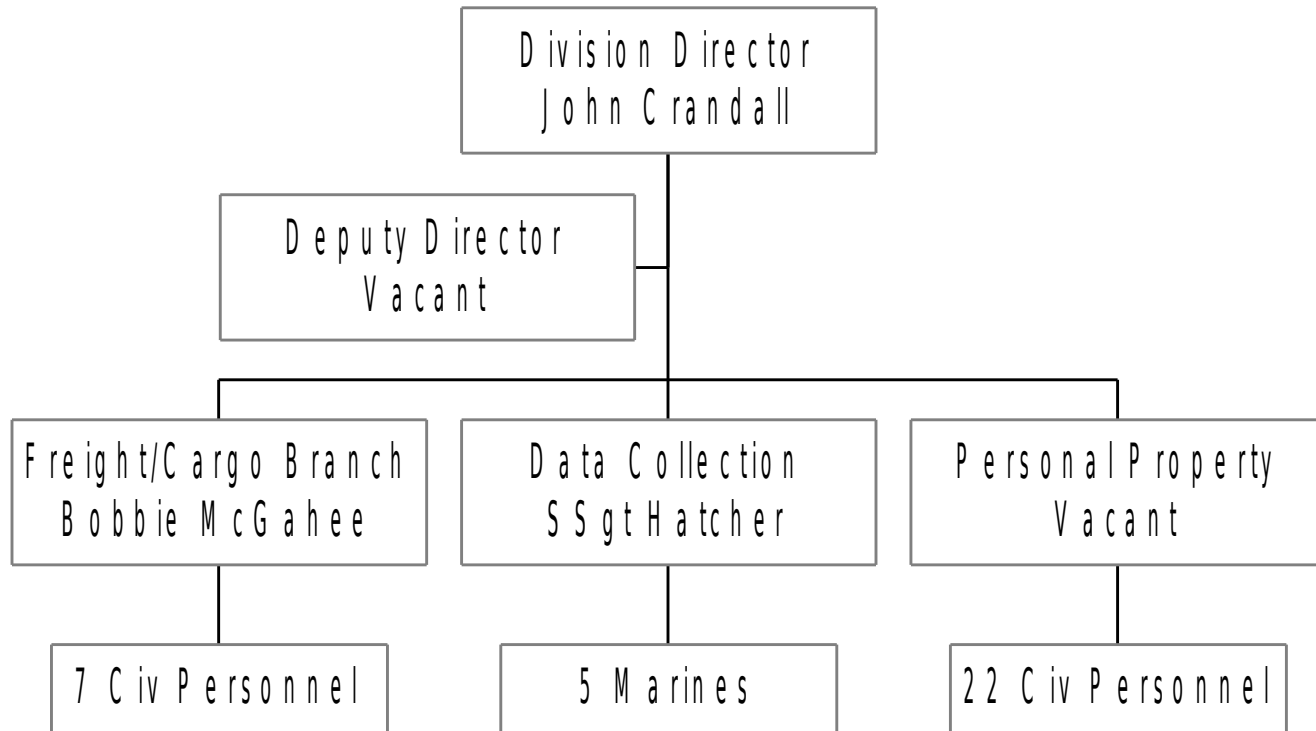 Division Director
John Crandall
Deputy Director
Vacant
Freight/Cargo Branch
Bobbie McGahee
Data Collection
SSgt Hatcher
Personal Property
Vacant
7 Civ Personnel
5 Marines
22 Civ Personnel